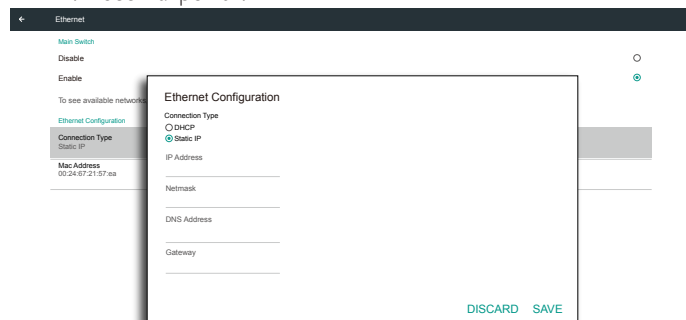 Ethernet
Main Switch
Disable
Enable
To see available networks
Ethernet Configuration
Connection Type
Static IP
Mac Address
00:24:67:21:57:ea
Ethernet Configuration
Connection Type
DHCP
Static IP
IP Address
Netmask
DNS Address
Gateway
DISCARD SAVE